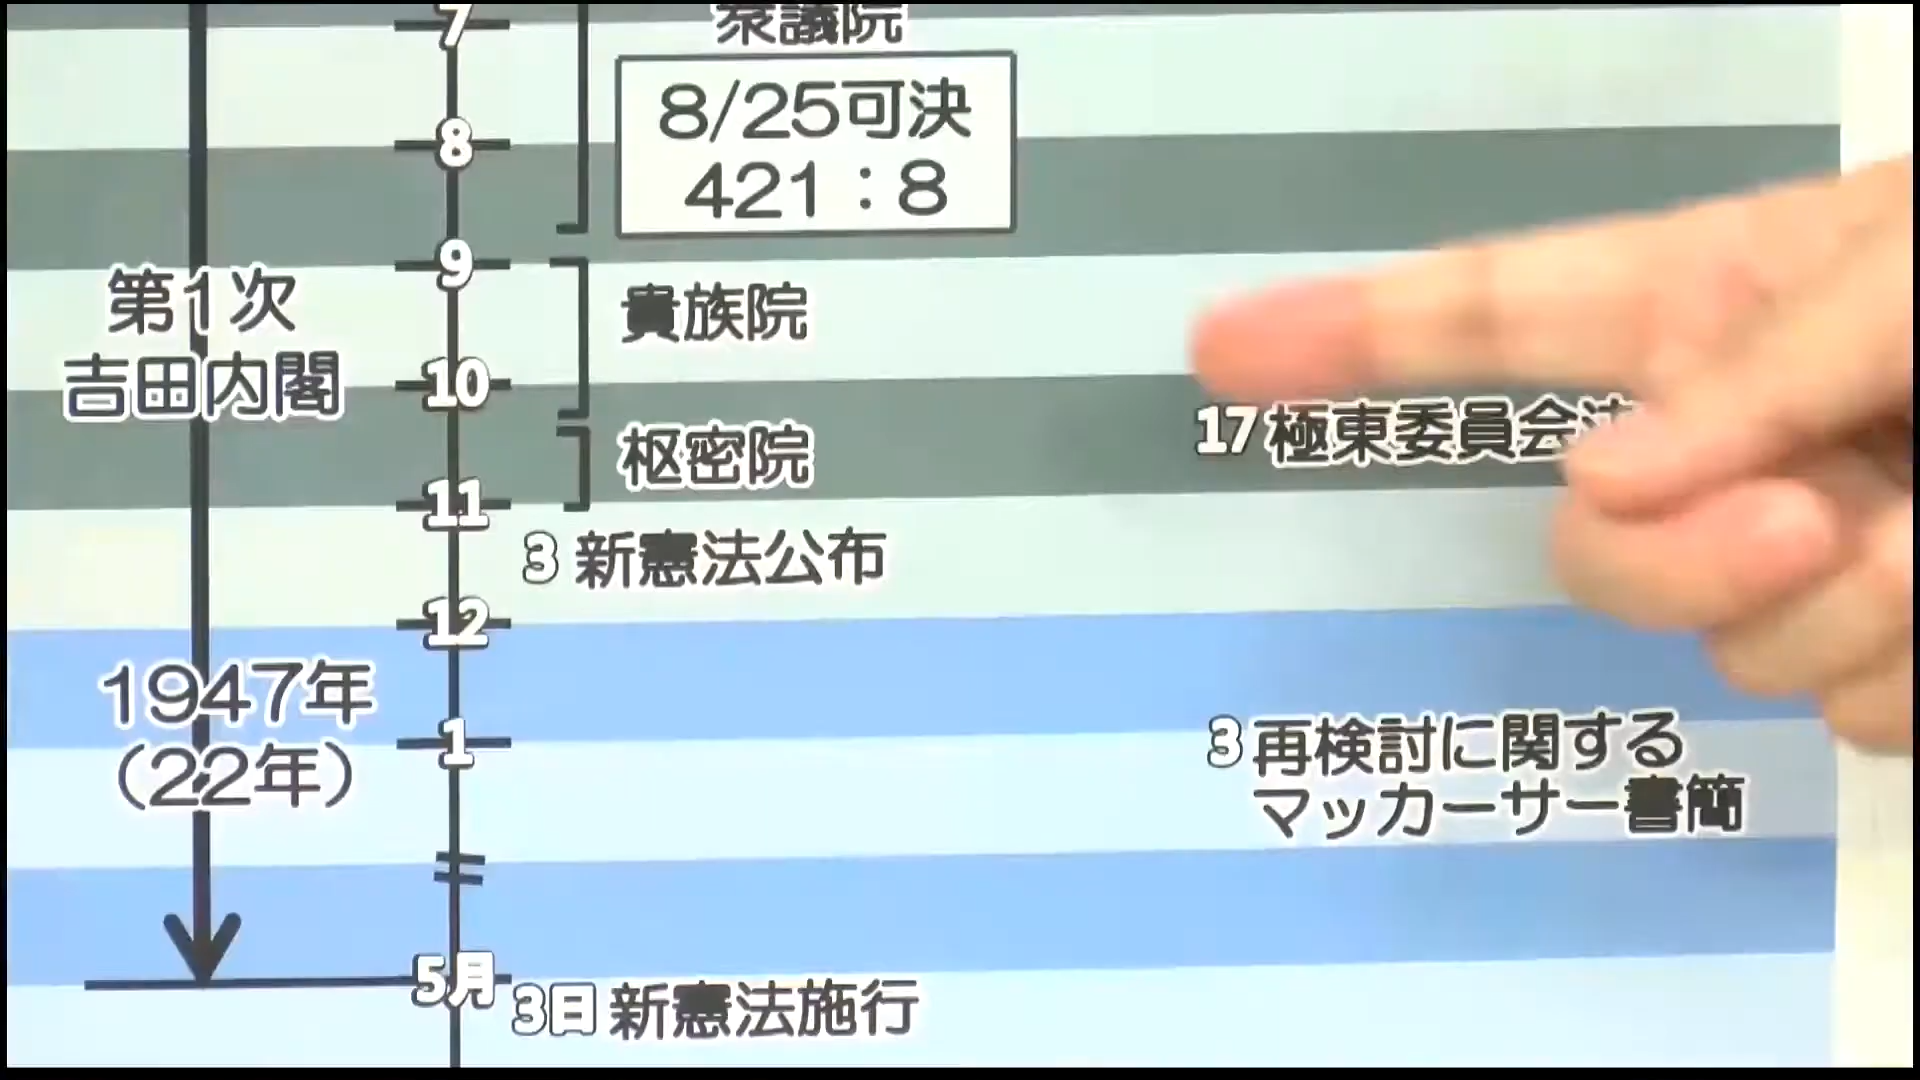 7
衆議院
8/25可決
421：8
8
9
第1次
吉田内閣
貴族院
10
17 極東委員会
枢密院
11
3 新憲法公布
12
1947年
（22年）
1
3 再検討に関する
マッカーサー書簡
5月
3日 新憲法施行